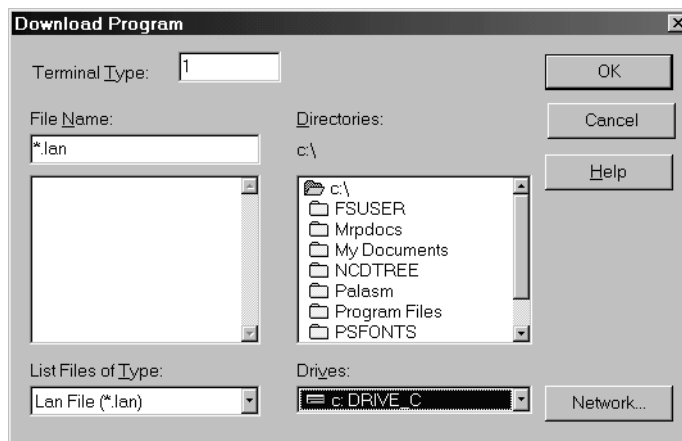 Download Program
Terminal Type: 1
OK
File Name:
Directories:
Cancel
*.lan
c:\
Help
c:\
FSUSER
Mrpdocs
My Documents
NCDTREE
Palasm
Program Files
PSFONTS
List Files of Type:
Drives:
Lan File (*.lan)
c: DRIVE_C
Network...